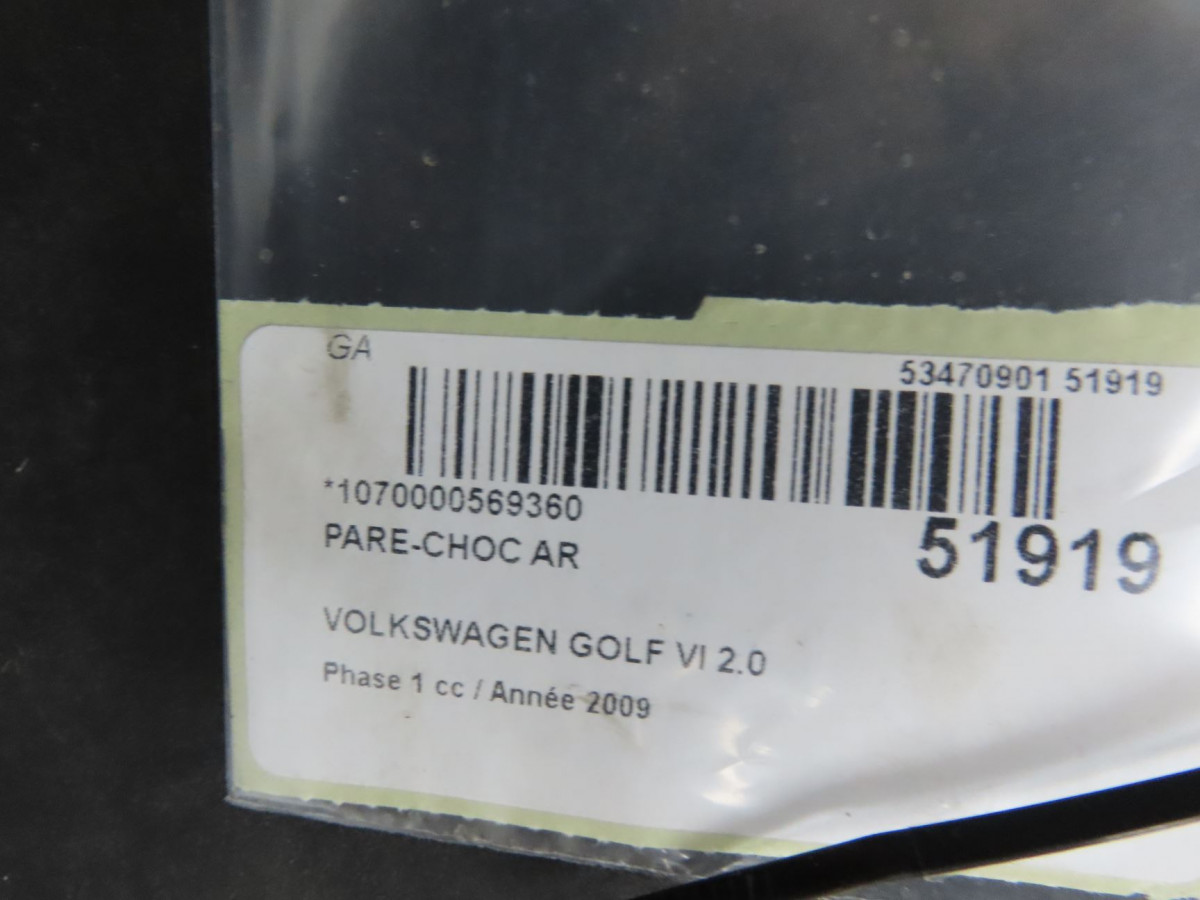 GA
53470901 51919
*1070000569360
PARE-CHOC AR
51919
VOLKSWAGEN GOLF VI 2.0
Phase 1 cc / Année 2009